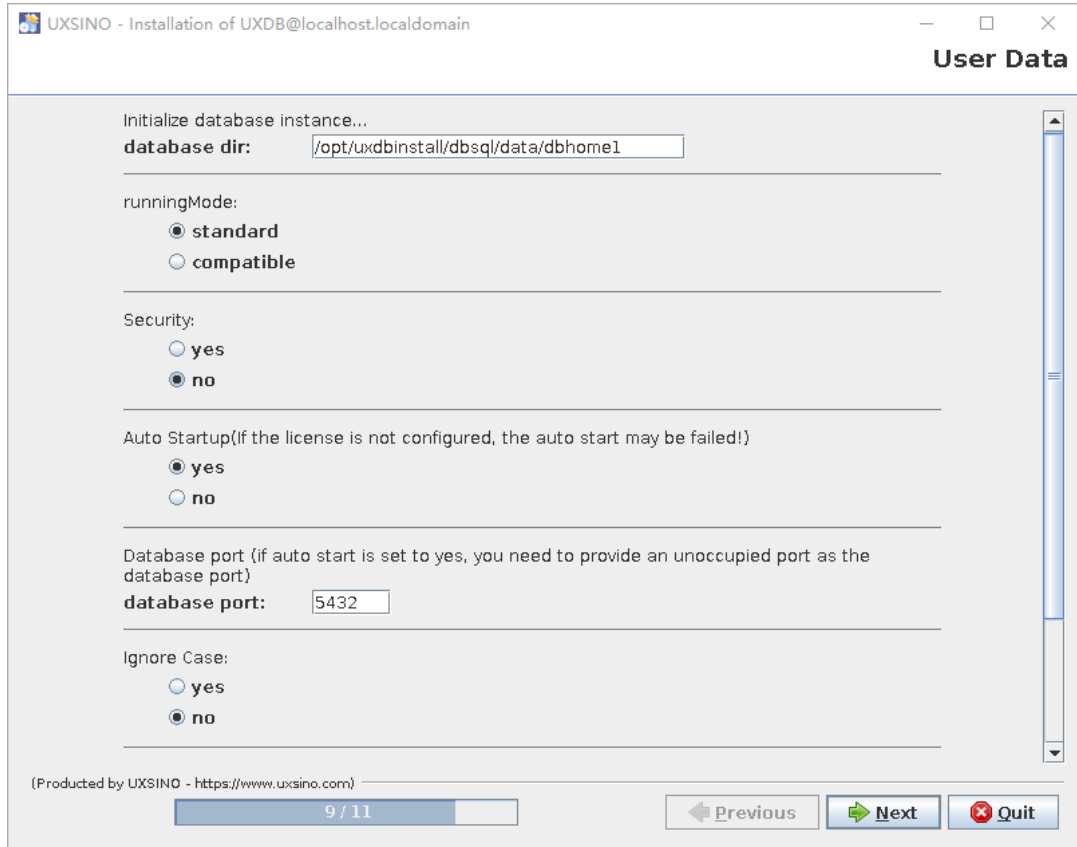 UXSINO - Installation of UXDB@localhost.localdomain
User Data
Initialize database instance...
database dir: /opt/uxdbinstall/dbsql/data/dbhome1
runningMode:
standard
compatible
Security:
yes
no
Auto Startup(If the license is not configured, the auto start may be failed!)
yes
no
Database port (if auto start is set to yes, you need to provide an unoccupied port as the
database port)
database port: 5432
Ignore Case:
yes
no
(Producted by UXSINO - https://www.uxsino.com)
9 / 11
Previous
Next
Quit